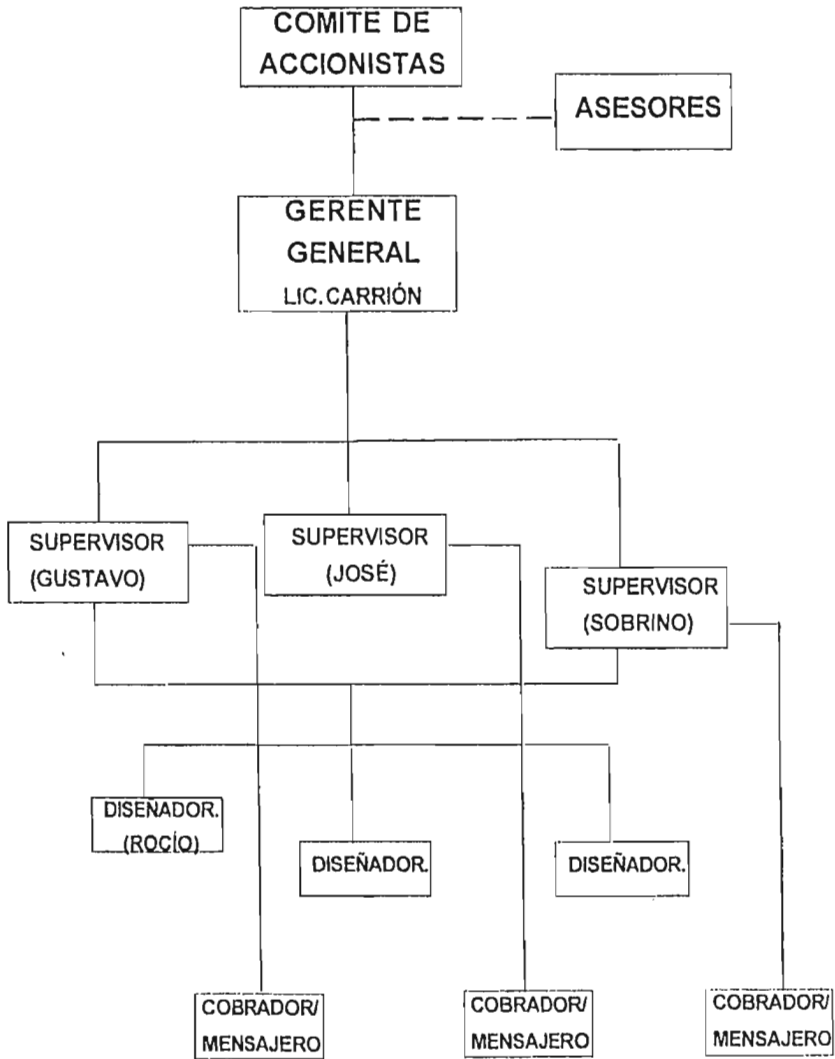 COMITE DE
ACCIONISTAS
ASESORES
GERENTE
GENERAL
LIC. CARRIÓN
SUPERVISOR
(GUSTAVO)
SUPERVISOR
(JOSÉ)
SUPERVISOR
(SOBRINO)
DISEÑADOR.
(ROCÍO)
DISEÑADOR.
DISEÑADOR.
COBRADOR/
MENSAJERO
COBRADOR/
MENSAJERO
COBRADOR/
MENSAJERO